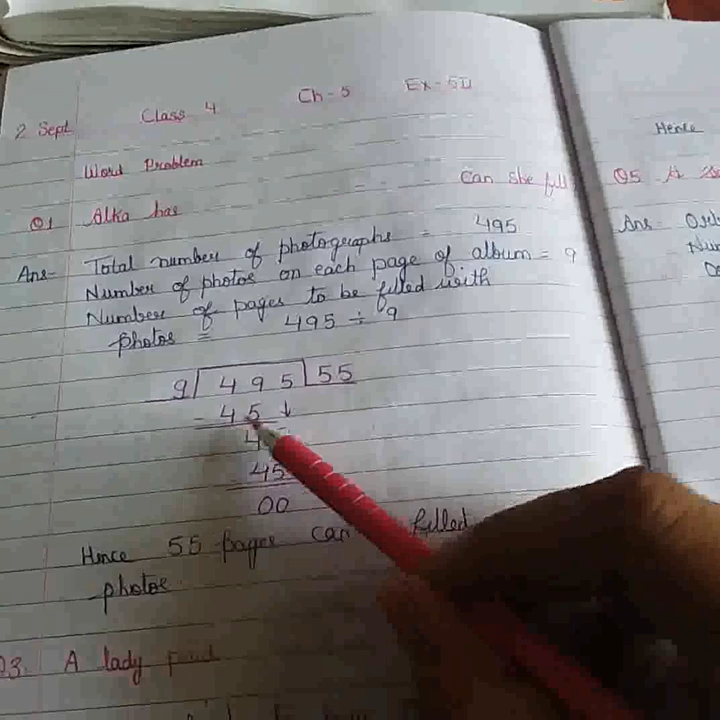 2 Sept Class 4 Ch-5 Ex-5D
Word Problem
Q1 Alka has Can she fill
Ans- Total number of photographs = 495
Number of photos on each page of album = 9
Number of pages to be filled with
photos = 495 ÷ 9
9 495 55
- 45 ↓
4
45
00
Hence 55 pages can filled
photos
Q3. A lady
Hence
Q5 A
Ans